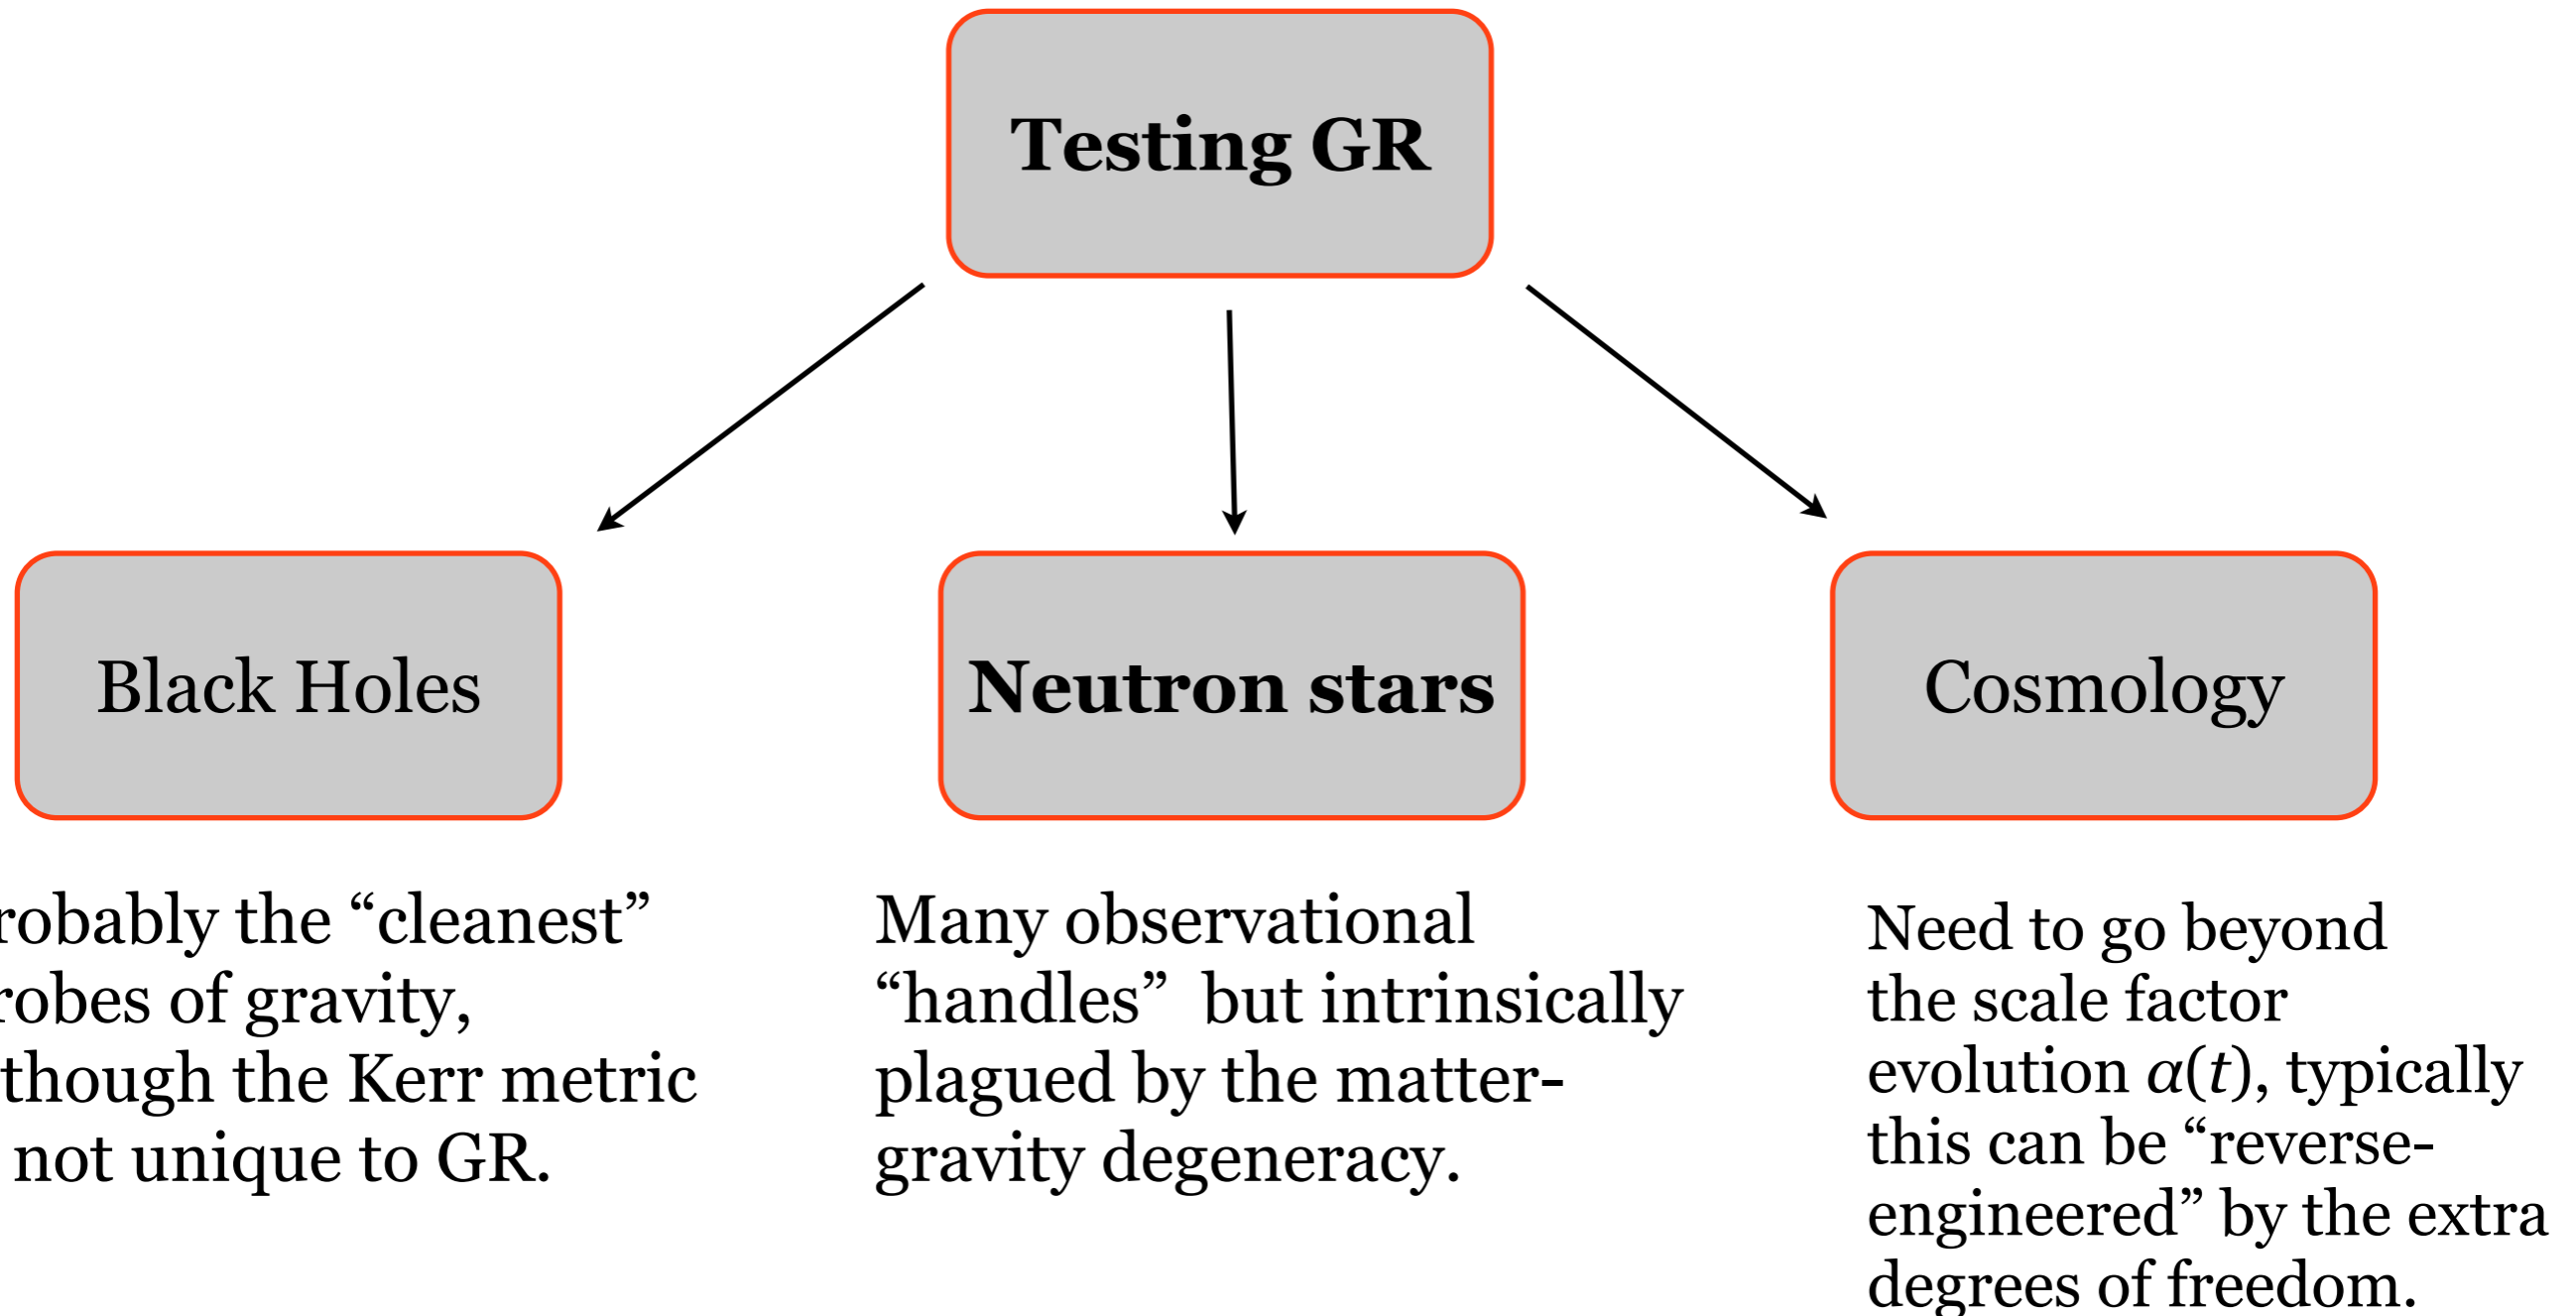 Testing GR
Black Holes
Neutron stars
Cosmology
robably the “cleanest”
robes of gravity,
though the Kerr metric
not unique to GR.
Many observational
“handles” but intrinsically
plagued by the matter-
gravity degeneracy.
Need to go beyond
the scale factor
evolution a(t), typically
this can be “reverse-
engineered” by the extra
degrees of freedom.